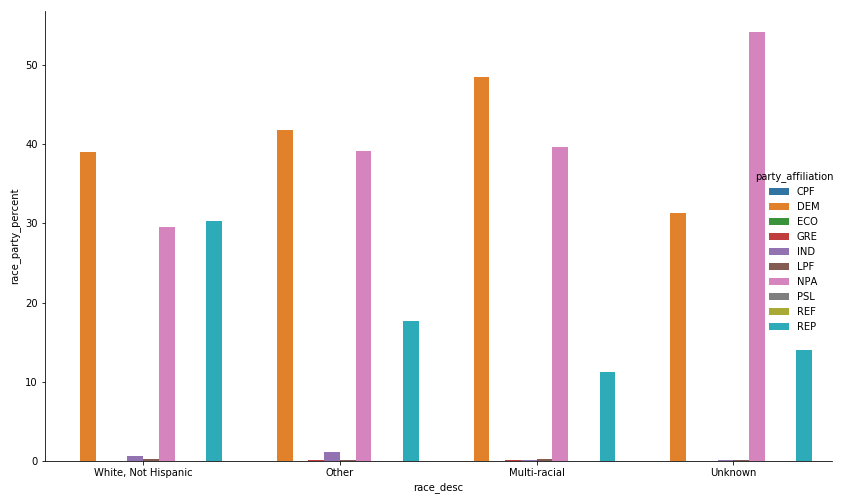 race_party_percent
50
40
30
20
10
0
White, Not Hispanic
Other
Multi-racial
Unknown
race_desc
party_affiliation
CPF
DEM
ECO
GRE
IND
LPF
NPA
PSL
REF
REP